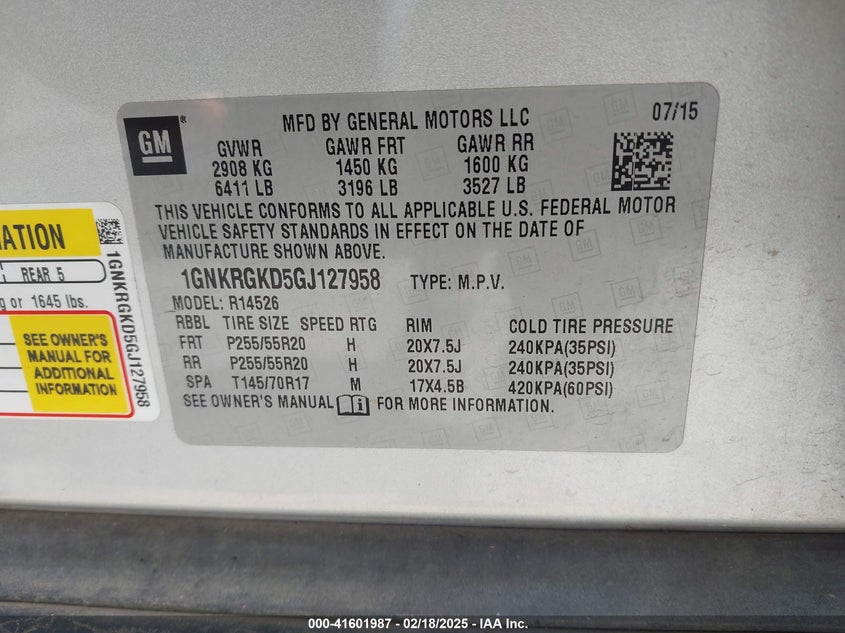 GM
®
MFD BY GENERAL MOTORS LLC
07/15
GVWR GAWR FRT GAWR RR
2908 KG 1450 KG 1600 KG
6411 LB 3196 LB 3527 LB
THIS VEHICLE CONFORMS TO ALL APPLICABLE U.S. FEDERAL MOTOR
VEHICLE SAFETY STANDARDS IN EFFECT ON THE DATE OF
MANUFACTURE SHOWN ABOVE.
1GNKRGKD5GJ127958 TYPE: M.P.V.
MODEL: R14526
RBBL TIRE SIZE SPEED RTG RIM COLD TIRE PRESSURE
FRT P255/55R20 H 20X7.5J 240KPA(35PSI)
RR P255/55R20 H 20X7.5J 240KPA(35PSI)
SPA T145/70R17 M 17X4.5B 420KPA(60PSI)
SEE OWNER'S MANUAL FOR MORE INFORMATION.
ATION
REAR 5
g or 1645 lbs.
SEE OWNER'S
MANUAL FOR
ADDITIONAL
INFORMATION
1GNKRGKD5GJ127958
000-41601987 - 02/18/2025 - IAA Inc.